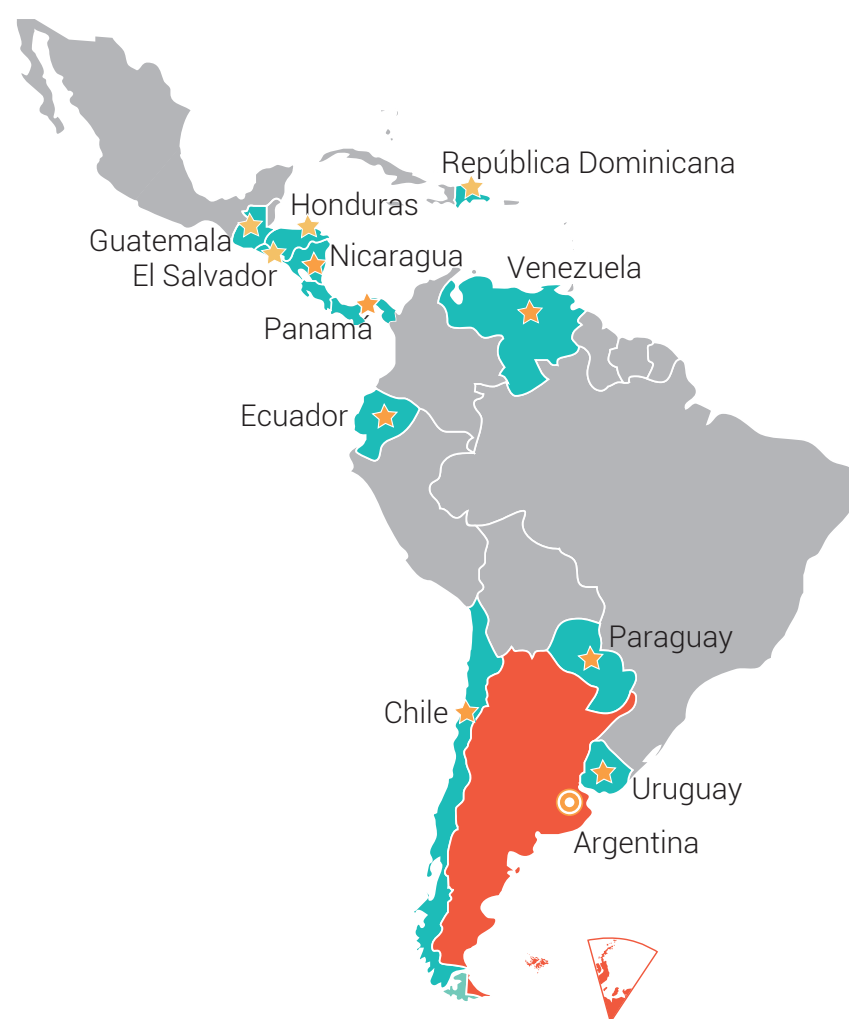 República Dominicana
Honduras
Guatemala
Nicaragua
El Salvador
Venezuela
Panamá
Ecuador
Paraguay
Chile
Uruguay
Argentina